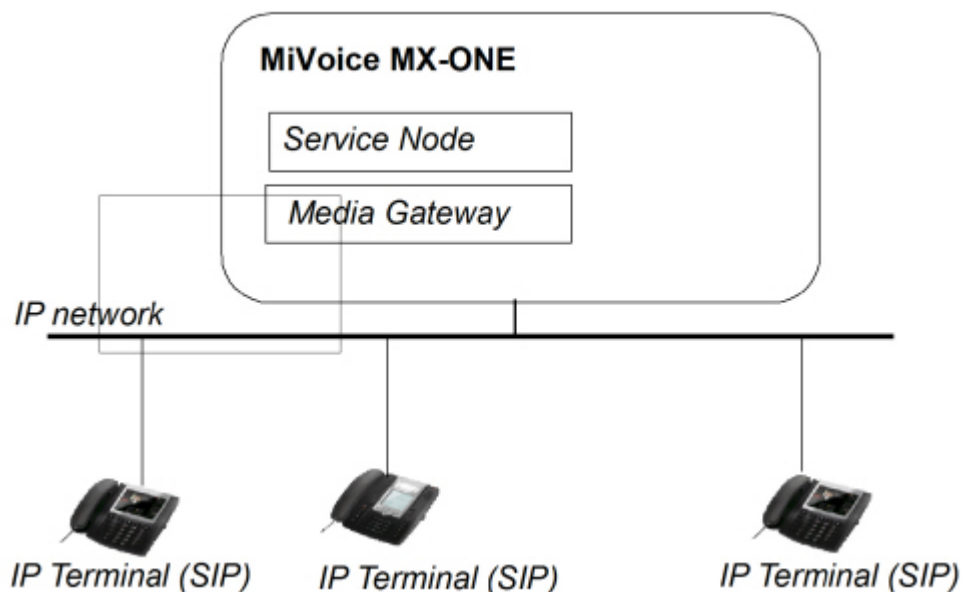 MiVoice MX-ONE
Service Node
Media Gateway
IP network
IP Terminal (SIP)
IP Terminal (SIP)
IP Terminal (SIP)